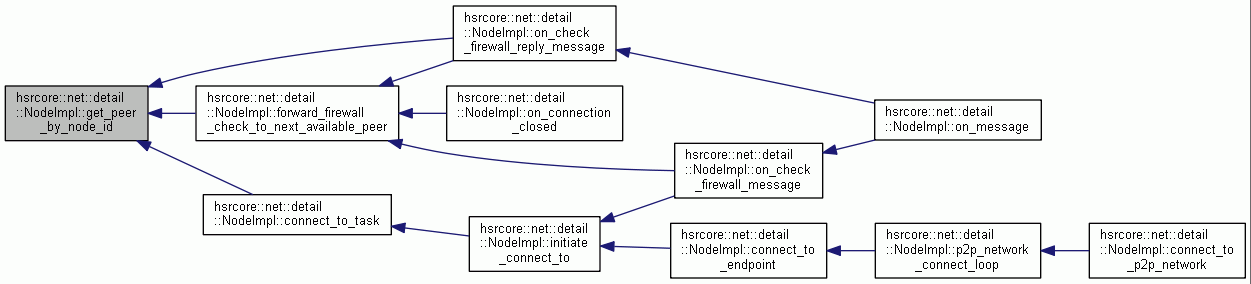 hsrcore::net::detail
::NodeImpl::get_peer
_by_node_id
hsrcore::net::detail
::NodeImpl::on_check
_firewall_reply_message
hsrcore::net::detail
::NodeImpl::forward_firewall
_check_to_next_available_peer
hsrcore::net::detail
::NodeImpl::on_connection
_closed
hsrcore::net::detail
::NodeImpl::on_message
hsrcore::net::detail
::NodeImpl::on_check
_firewall_message
hsrcore::net::detail
::NodeImpl::connect_to_task
hsrcore::net::detail
::NodeImpl::initiate
_connect_to
hsrcore::net::detail
::NodeImpl::connect_to
_endpoint
hsrcore::net::detail
::NodeImpl::p2p_network
_connect_loop
hsrcore::net::detail
::NodeImpl::connect_to
_p2p_network